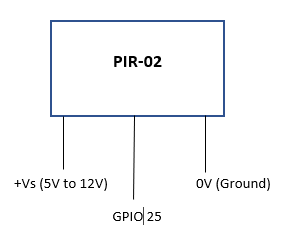 PIR-02
+Vs (5V to 12V)
0V (Ground)
GPIO 25